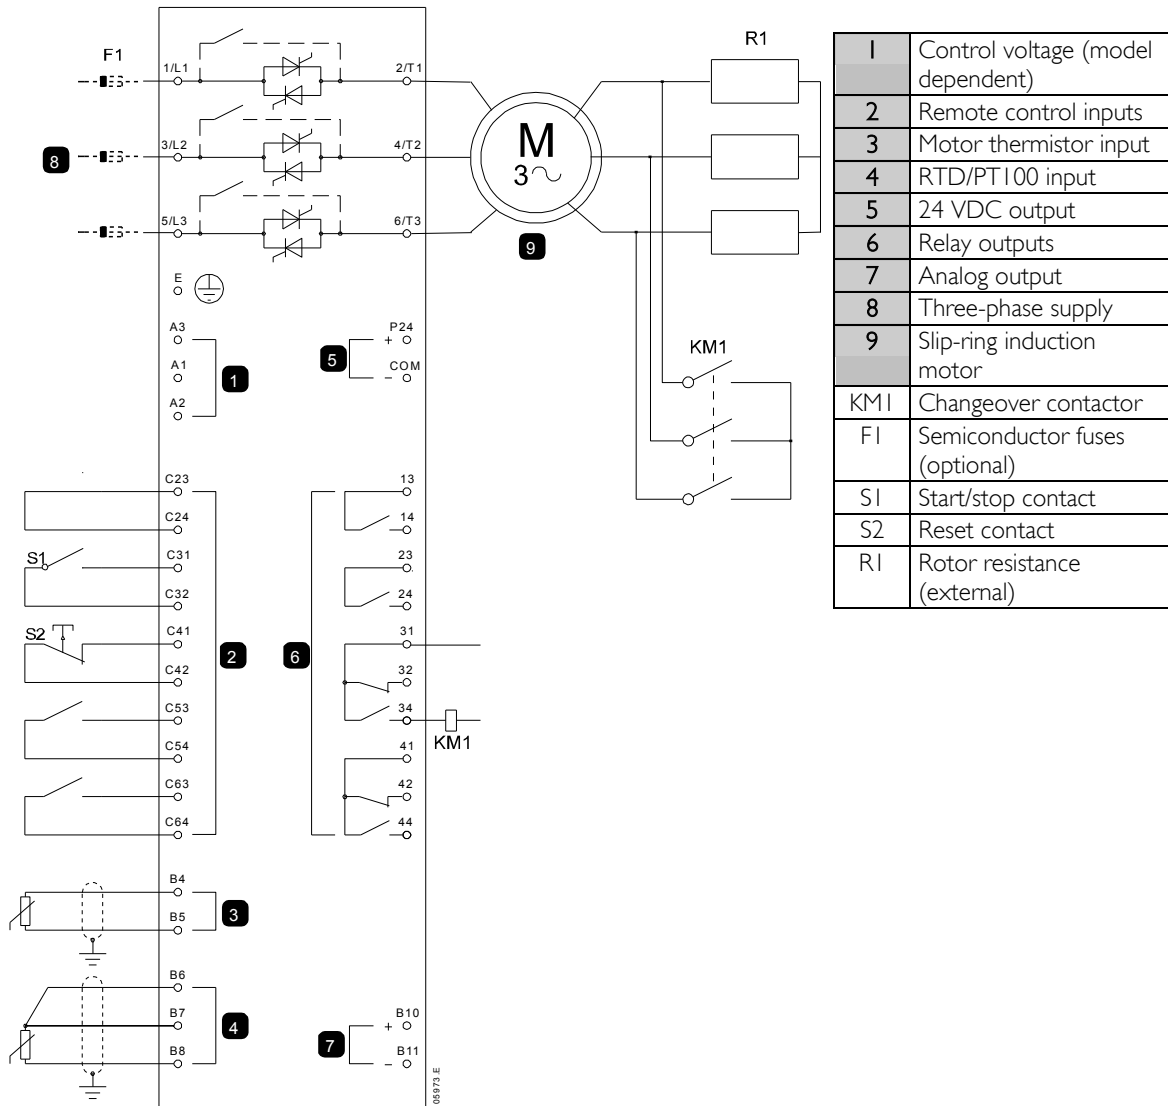 F1
1/L1
2/T1
3/L2
4/T2
5/L3
6/T3
8
M
3
9
R1
KM1
E
A3
A1
A2
1
P24
+
COM
–
5
C23
C24
S1
C31
C32
S2
C41
C42
C53
C54
C63
C64
2
13
14
23
24
31
32
34
KM1
41
42
44
6
B4
B5
3
B6
B7
B8
4
B10
+
B11
–
7
05973.E
1 Control voltage (model
dependent)
2 Remote control inputs
3 Motor thermistor input
4 RTD/PT100 input
5 24 VDC output
6 Relay outputs
7 Analog output
8 Three-phase supply
9 Slip-ring induction
motor
KM1 Changeover contactor
F1 Semiconductor fuses
(optional)
S1 Start/stop contact
S2 Reset contact
R1 Rotor resistance
(external)